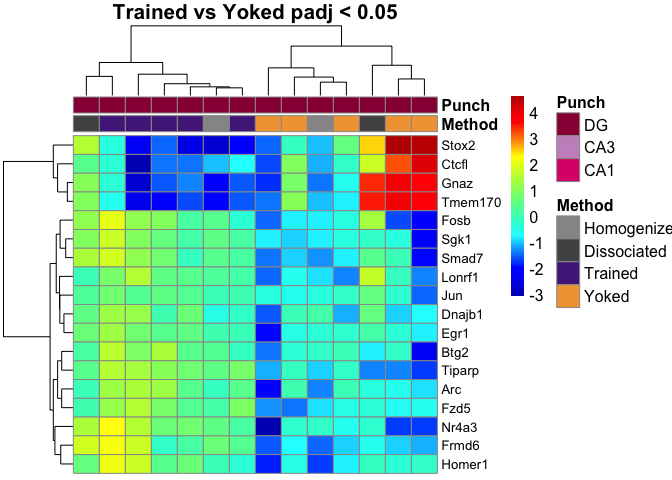 Trained vs Yoked padj < 0.05
Punch
Method
Stox2
Ctcfl
Gnaz
Tmem170
Fosb
Sgk1
Smad7
Lonrf1
Jun
Dnajb1
Egr1
Btg2
Tiparp
Arc
Fzd5
Nr4a3
Frmd6
Homer1
4
3
2
1
0
-1
-2
-3
Punch
DG
CA3
CA1
Method
Homogenize
Dissociated
Trained
Yoked